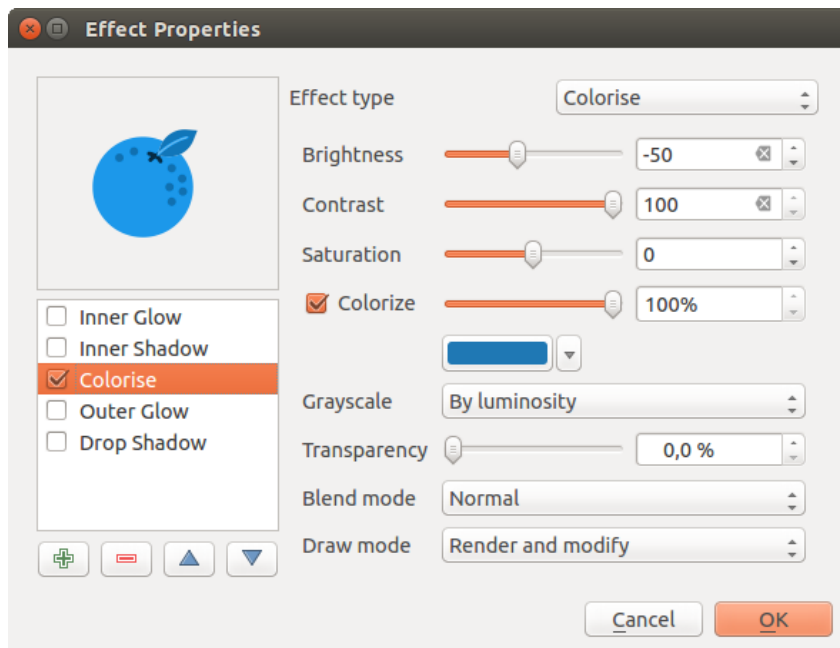 Effect Properties
Effect type Colorise
Brightness -50
Contrast 100
Saturation 0
Colorize 100%
Inner Glow
Inner Shadow
Colorise
Outer Glow
Drop Shadow
Grayscale By luminosity
Transparency 0,0 %
Blend mode Normal
Draw mode Render and modify
Cancel OK